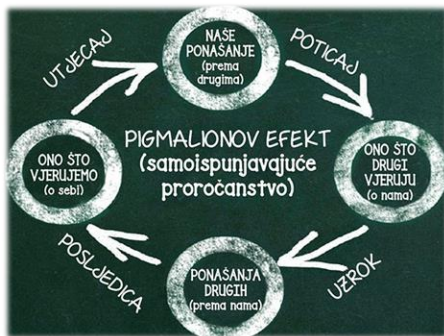 NAŠE
PONAŠANJE
(prema
drugima)
UTJECAJ
POTICAJ
PIGMALIONOV EFEKT
(samoispunjavajuće
proročanstvo)
ONO ŠTO
VJERUJEMO
(o sebi)
ONO ŠTO
DRUGI
VJERUJU
(o nama)
POSLJEDICA
UZROK
PONAŠANJA
DRUGIH
(prema nama)